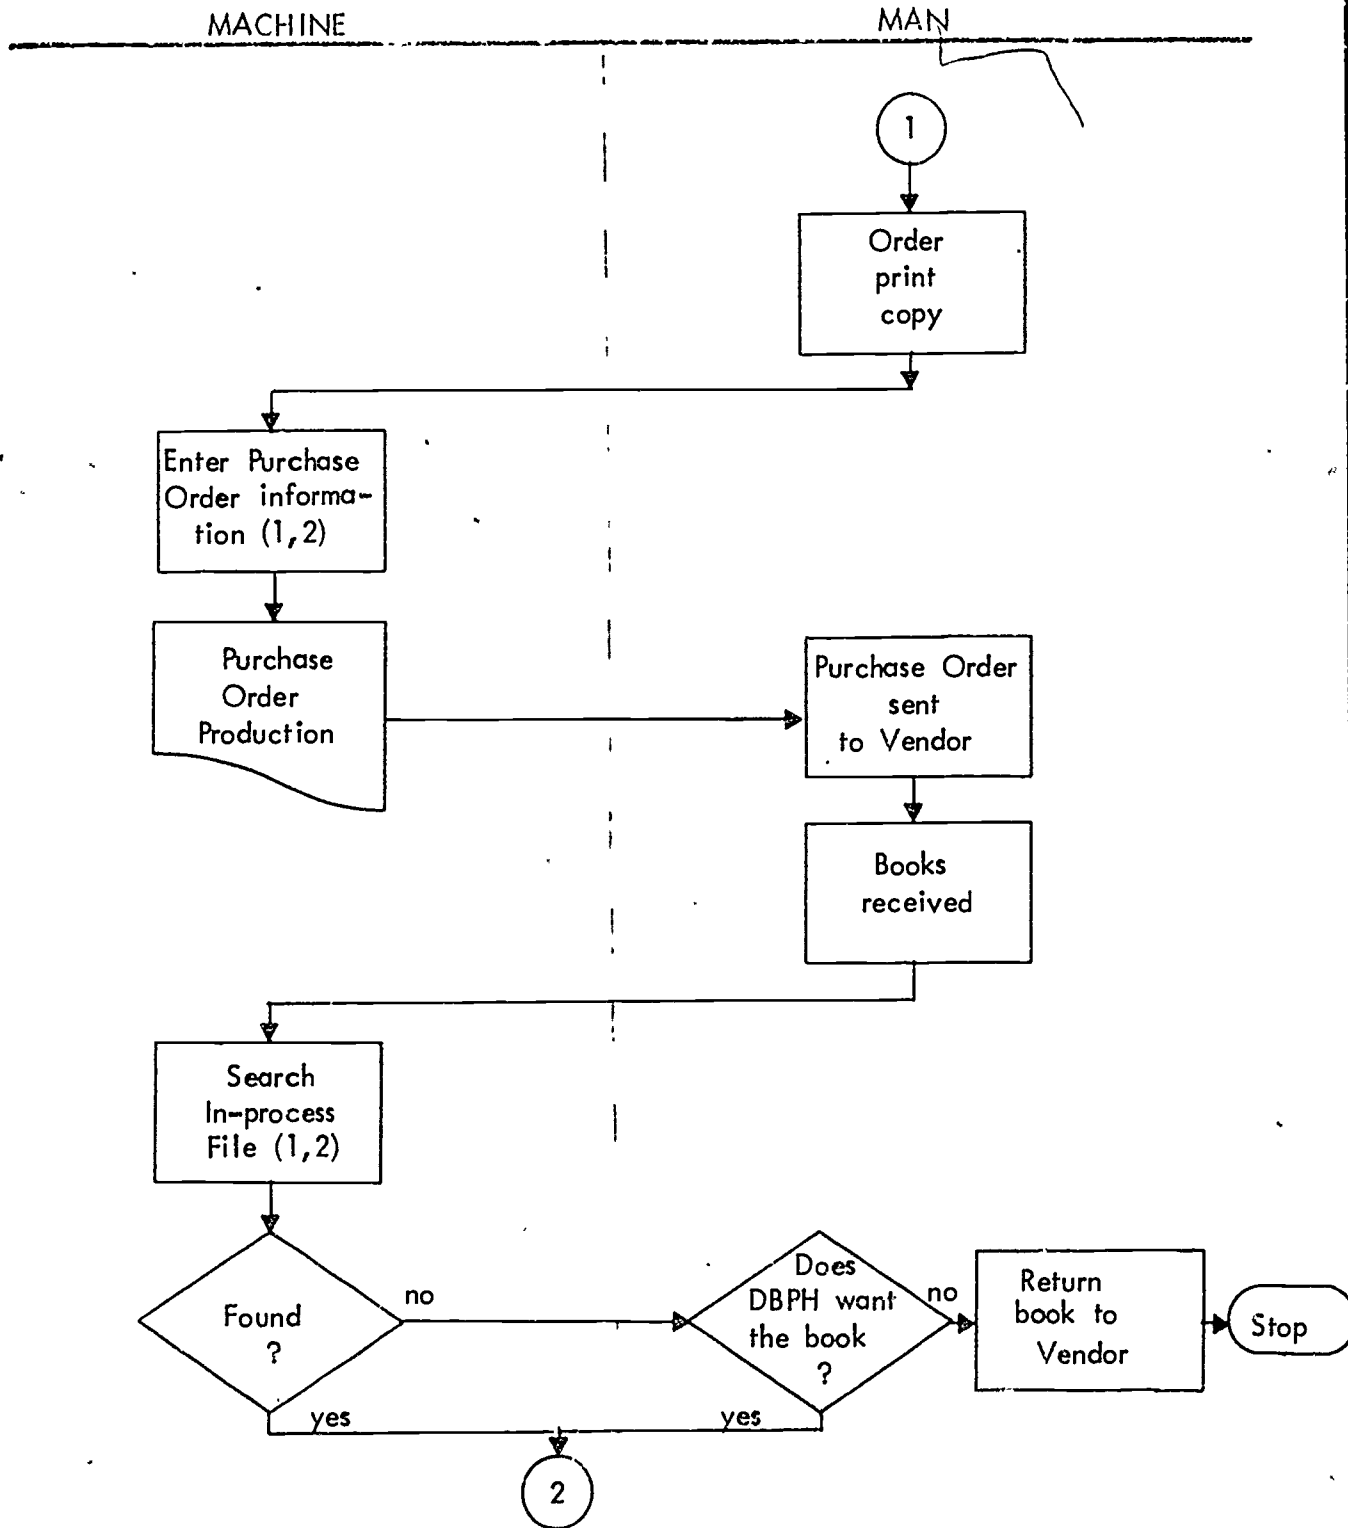 MACHINE
MAN
1
Order
print
copy
Enter Purchase
Order informa-
tion (1,2)
Purchase
Order
Production
Purchase Order
sent
to Vendor
Books
received
Search
In-process
File (1,2)
Found
?
no
Does
DBPH want
the book
?
no
Return
book to
Vendor
Stop
yes
yes
2